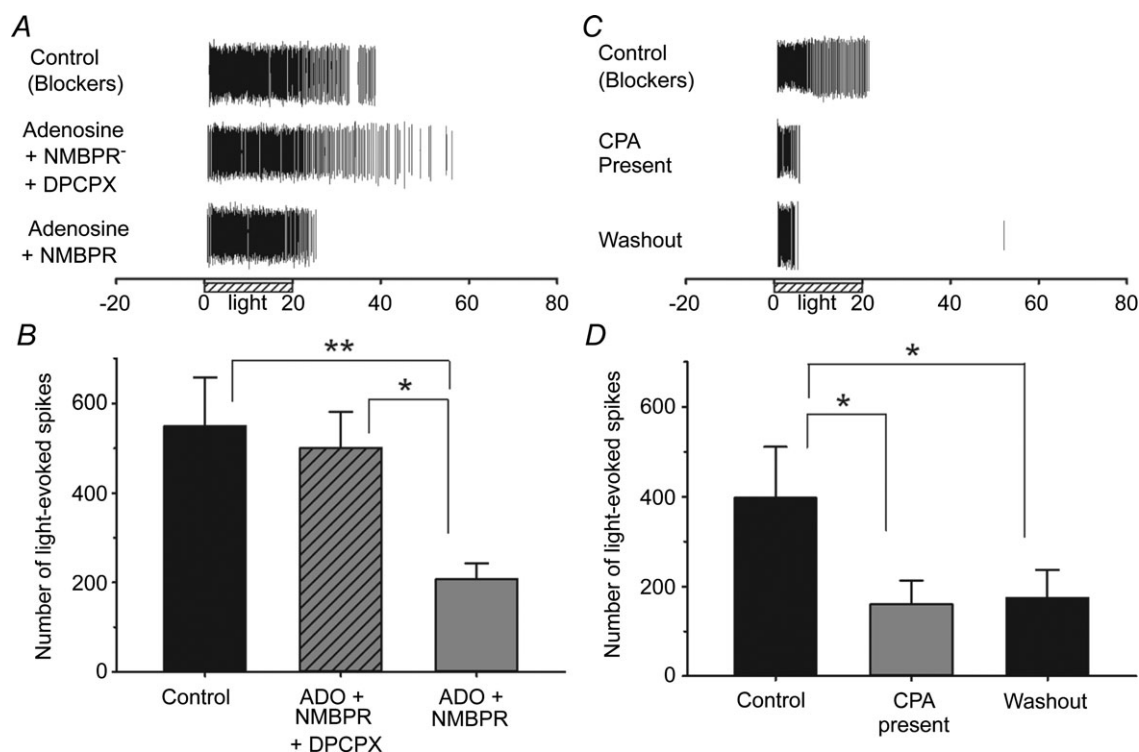 A
Control
(Blockers)
Adenosine
+ NMBPR-
+ DPCPX
Adenosine
+ NMBPR
-20 0 20 40 60 80
light
B
Number of light-evoked spikes
600
400
200
0
**
*
Control
ADO +
NMBPR
+ DPCPX
ADO +
NMBPR
C
Control
(Blockers)
CPA
Present
Washout
-20 0 20 40 60 80
light
D
Number of light-evoked spikes
600
400
200
0
*
*
Control
CPA
present
Washout